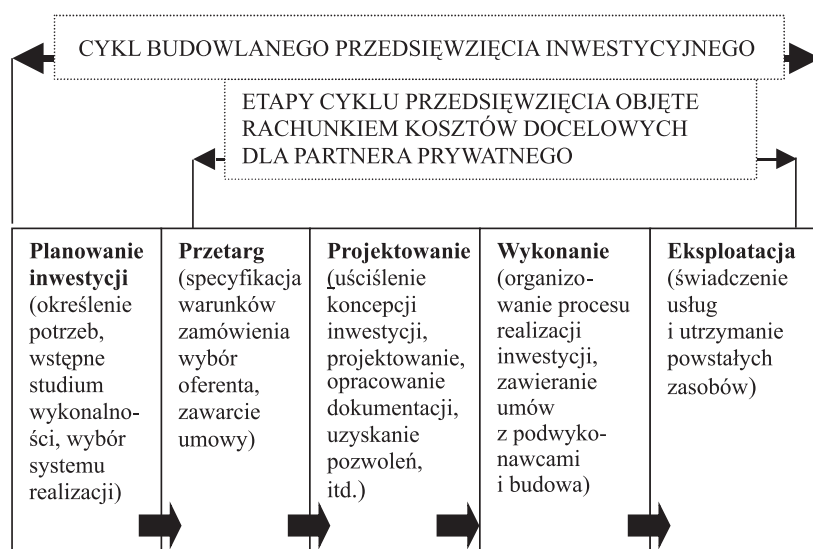 CYKL BUDOWLANEGO PRZEDSIĘWZIĘCIA INWESTYCYJNEGO
ETAPY CYKLU PRZEDSIĘWZIĘCIA OBJĘTE
RACHUNKIEM KOSZTÓW DOCELOWYCH
DLA PARTNERA PRYWATNEGO
Planowanie
inwestycji
(określenie
potrzeb,
wstępne
studium
wykonalno-
ści, wybór
systemu
realizacji)
Przetarg
(specyfikacja
warunków
zamówienia
wybór
oferenta,
zawarcie
umowy)
Projektowanie
(uściślenie
koncepcji
inwestycji,
projektowanie,
opracowanie
dokumentacji,
uzyskanie
pozwoleń,
itd.)
Wykonanie
(organizo-
wanie procesu
realizacji
inwestycji,
zawieranie
umów
z podwyko-
nawcami
i budowa)
Eksploatacja
(świadczenie
usług
i utrzymanie
powstałych
zasobów)